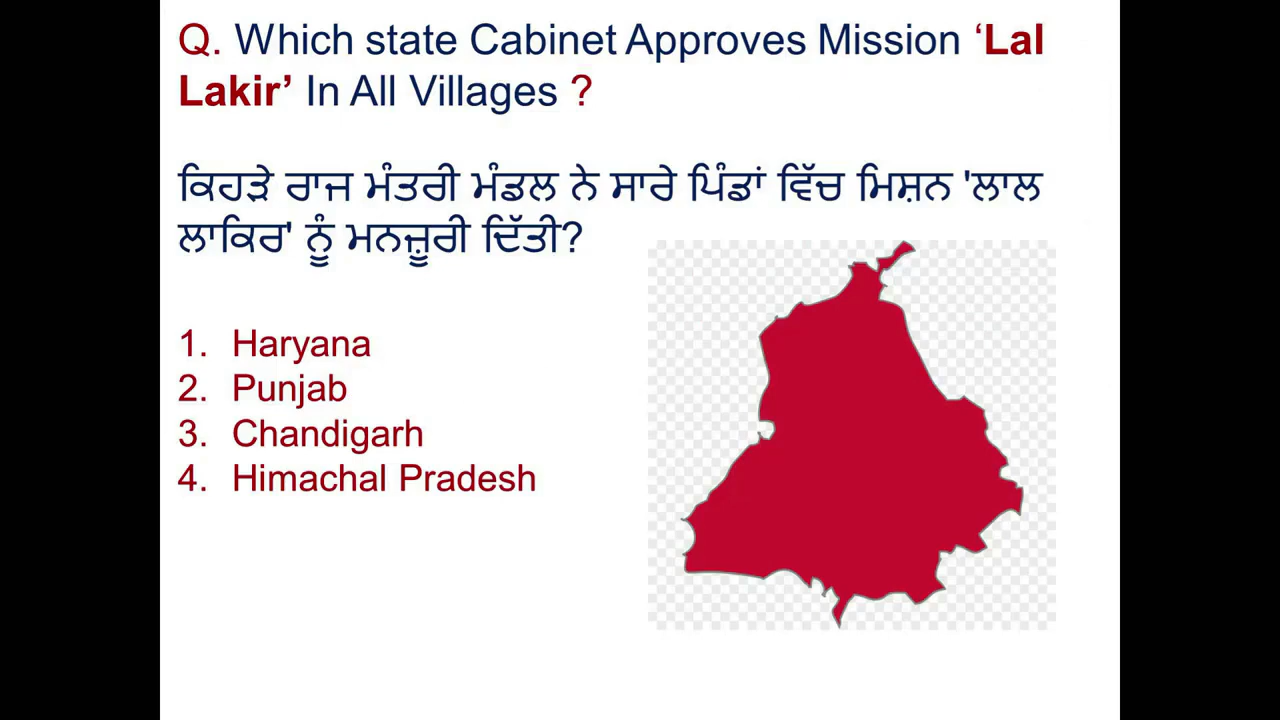 Q. Which state Cabinet Approves Mission ‘Lal
Lakir’ In All Villages ?
ਕਿਹੜੇ ਰਾਜ ਮੰਤਰੀ ਮੰਡਲ ਨੇ ਸਾਰੇ ਪਿੰਡਾਂ ਵਿੱਚ ਮਿਸ਼ਨ 'ਲਾਲ
ਲਾਕਿਰ' ਨੂੰ ਮਨਜ਼ੂਰੀ ਦਿੱਤੀ?
1. Haryana
2. Punjab
3. Chandigarh
4. Himachal Pradesh